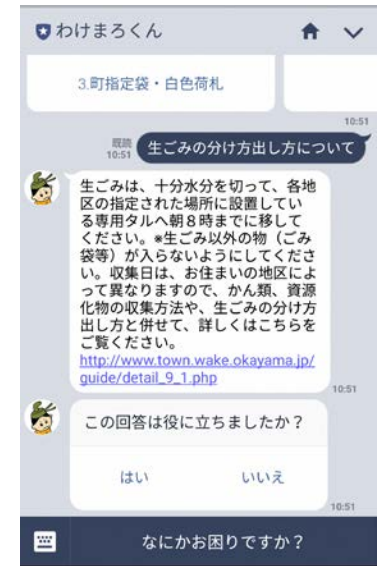 わけまろくん
3.町指定袋・白色荷札
10:51
既読
10:51
生ごみの分け方出し方について
生ごみは、十分水分を切って、各地
区の指定された場所に設置してい
る専用タルへ朝８時までに移して
ください。※生ごみ以外の物（ごみ
袋等）が入らないようにしてくださ
い。収集日は、お住まいの地区によ
って異なりますので、かん類、資源
化物の収集方法や、生ごみの分け方
出し方と併せて、詳しくはこちらを
ご覧ください。
http://www.town.wake.okayama.jp/
guide/detail_9_1.php
10:51
この回答は役に立ちましたか？
はい
いいえ
10:51
なにかお困りですか？